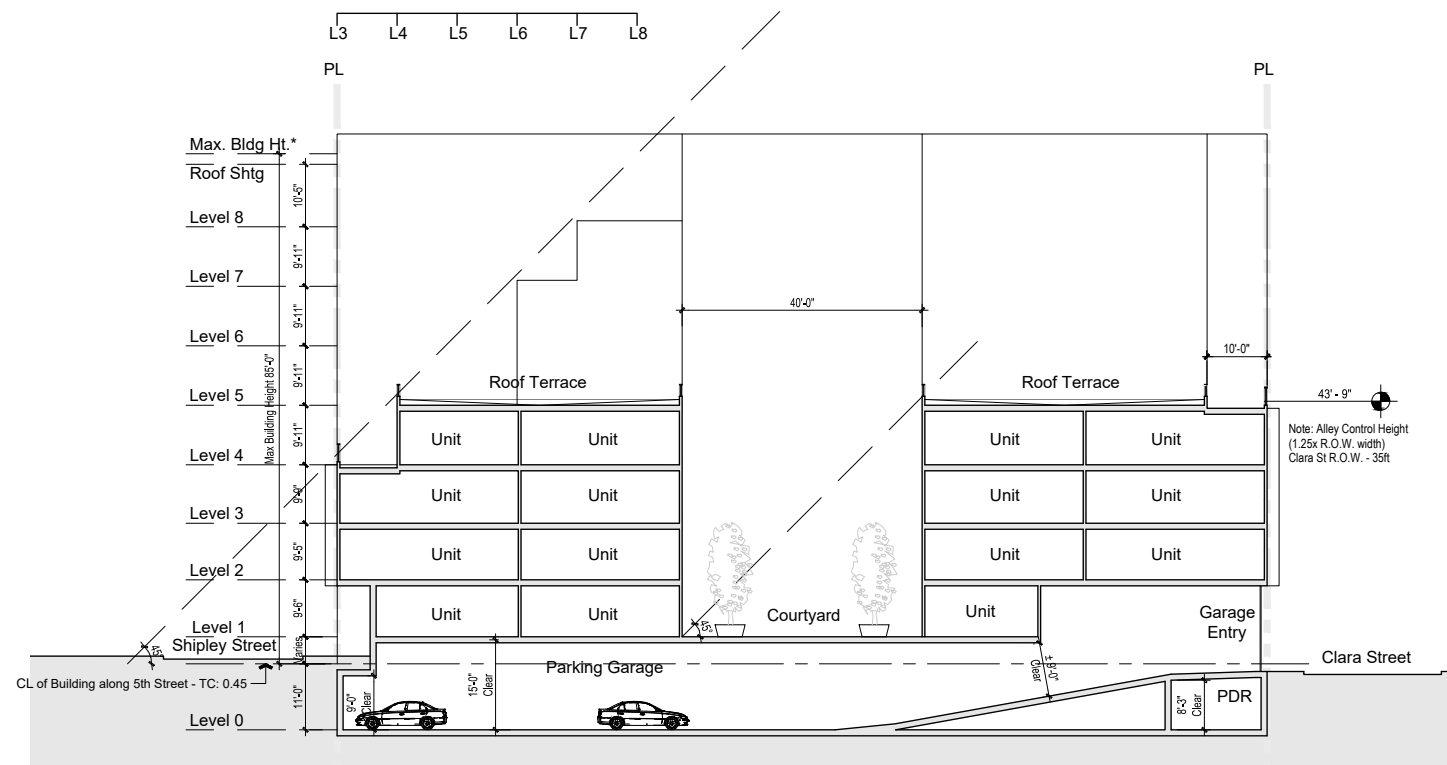 L3 L4 L5 L6 L7 L8
PL PL
Max. Bldg Ht.*
Roof Shtg
10'-5"
Level 8
9'-11"
Level 7
9'-11"
40'-0"
Level 6
10'-0"
9'-11"
Max Building Height 85'-0"
Roof Terrace Roof Terrace
Level 5
43' - 9"
Note: Alley Control Height
(1.25x R.O.W. width)
Clara St R.O.W. - 35ft
9'-11"
Unit Unit Unit Unit
Level 4
9'-9"
Unit Unit Unit Unit
Level 3
9'-5"
Unit Unit Unit Unit
Level 2
9'-6"
Unit Unit Courtyard Unit Garage
Entry
Level 1
45°
Shipley Street
45°
Varies
Parking Garage
± 9'-0"
Clear
Clara Street
CL of Building along 5th Street - TC: 0.45
11'-0"
9'-0"
Clear
15'-0"
Clear
8'-3"
Clear
PDR
Level 0